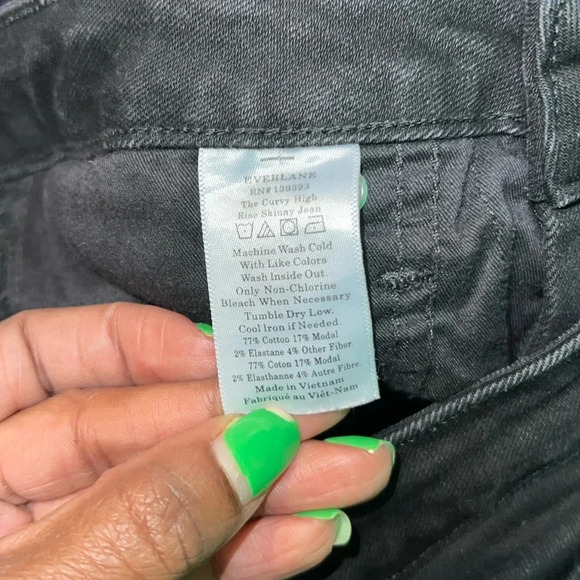 EVERLANE
RN# 139393
The Curvy High
Rise Skinny Jean
Machine Wash Cold
With Like Colors
Wash Inside Out.
Only Non-Chlorine
Bleach When Necessary
Tumble Dry Low.
Cool Iron if Needed.
77% Cotton 17% Modal
2% Elastane 4% Other Fiber.
77% Coton 17% Modal
2% Elasthanne 4% Autre Fibre.
Made in Vietnam
Fabriqué au Viêt-Nam